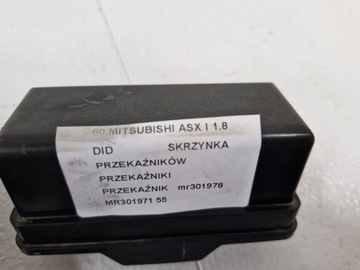 80 MITSUBISHI ASX I 1.8
DID SKRZYNKA
PRZEKAŹNIKÓW
PRZEKAŹNIKI
PRZEKAŹNIK mr301978
MR301971 55